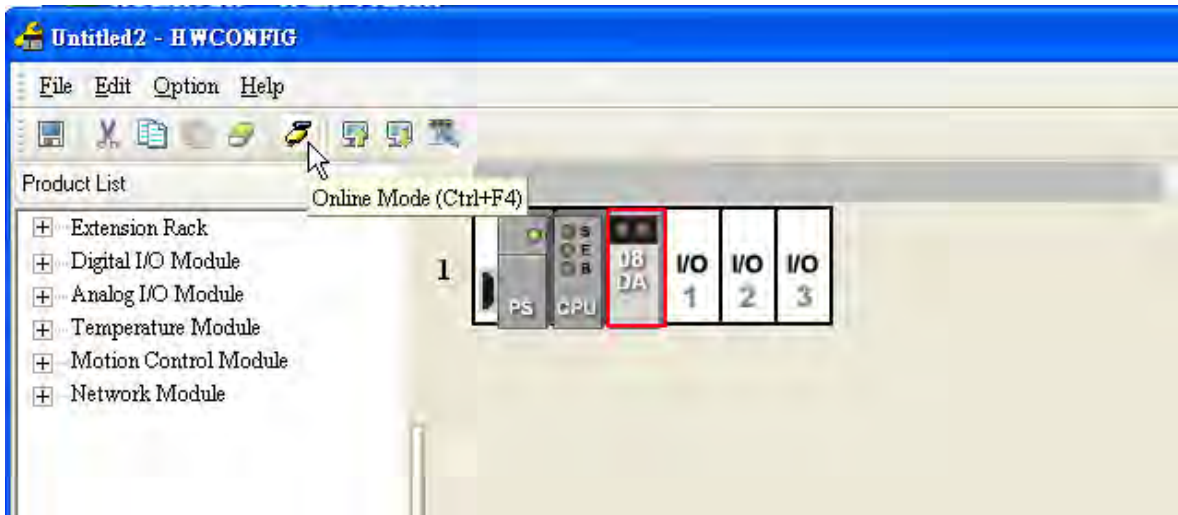 Untitled2 - HWCONFIG
File Edit Option Help
Product List
Online Mode (Ctrl+F4)
Extension Rack
Digital I/O Module
Analog I/O Module
Temperature Module
Motion Control Module
Network Module
1
PS
CPU
S
E
B
08
DA
I/O
1
I/O
2
I/O
3